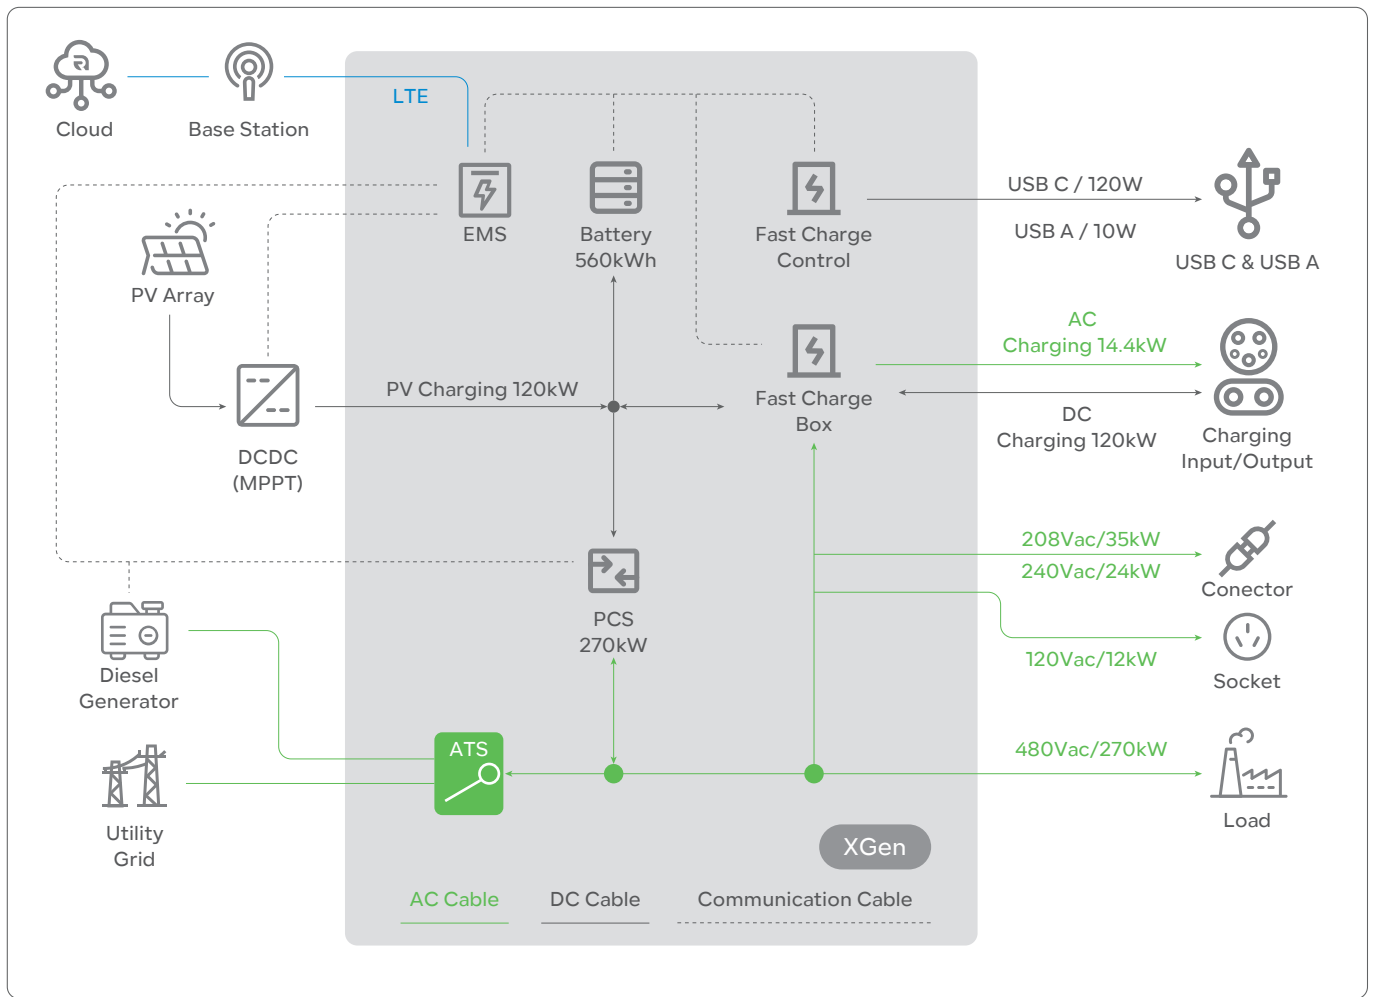 LTE
Cloud
Base Station
EMS
Battery
560kWh
Fast Charge
Control
USB C / 120W
USB A / 10W
USB C & USB A
PV Array
AC
Charging 14.4kW
PV Charging 120kW
Fast Charge
Box
DC
Charging 120kW
Charging
Input/Output
DCDC
(MPPT)
208Vac/35kW
240Vac/24kW
Conector
PCS
270kW
120Vac/12kW
Socket
Diesel
Generator
ATS
480Vac/270kW
Load
Utility
Grid
XGen
AC Cable
DC Cable
Communication Cable